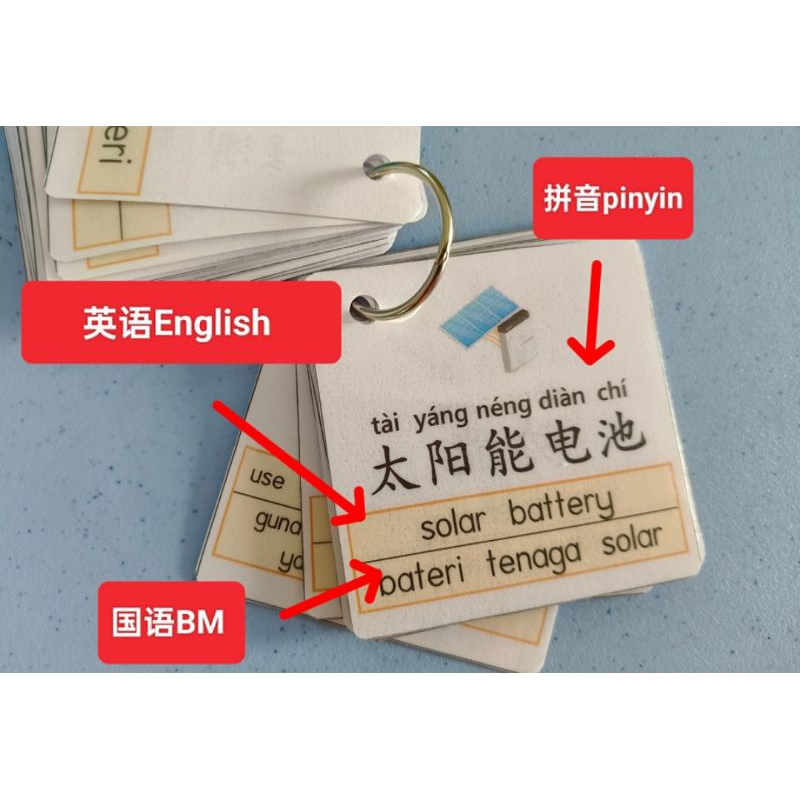 eri
拼音pinyin
英语English
tài yáng néng diàn chí
太阳能电池
use
solar battery
bateri tenaga solar
国语BM